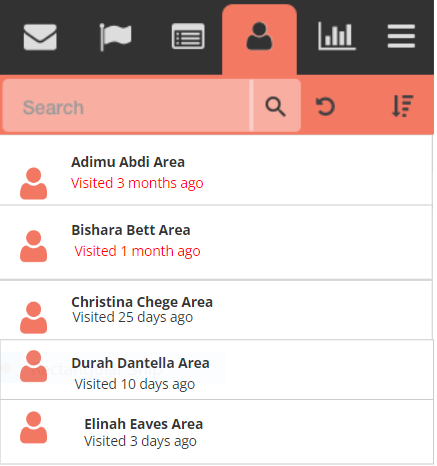 Search
Adimu Abdi Area
Visited 3 months ago
Bishara Bett Area
Visited 1 month ago
Christina Chege Area
Visited 25 days ago
Durah Dantella Area
Visited 10 days ago
Elinah Eaves Area
Visited 3 days ago